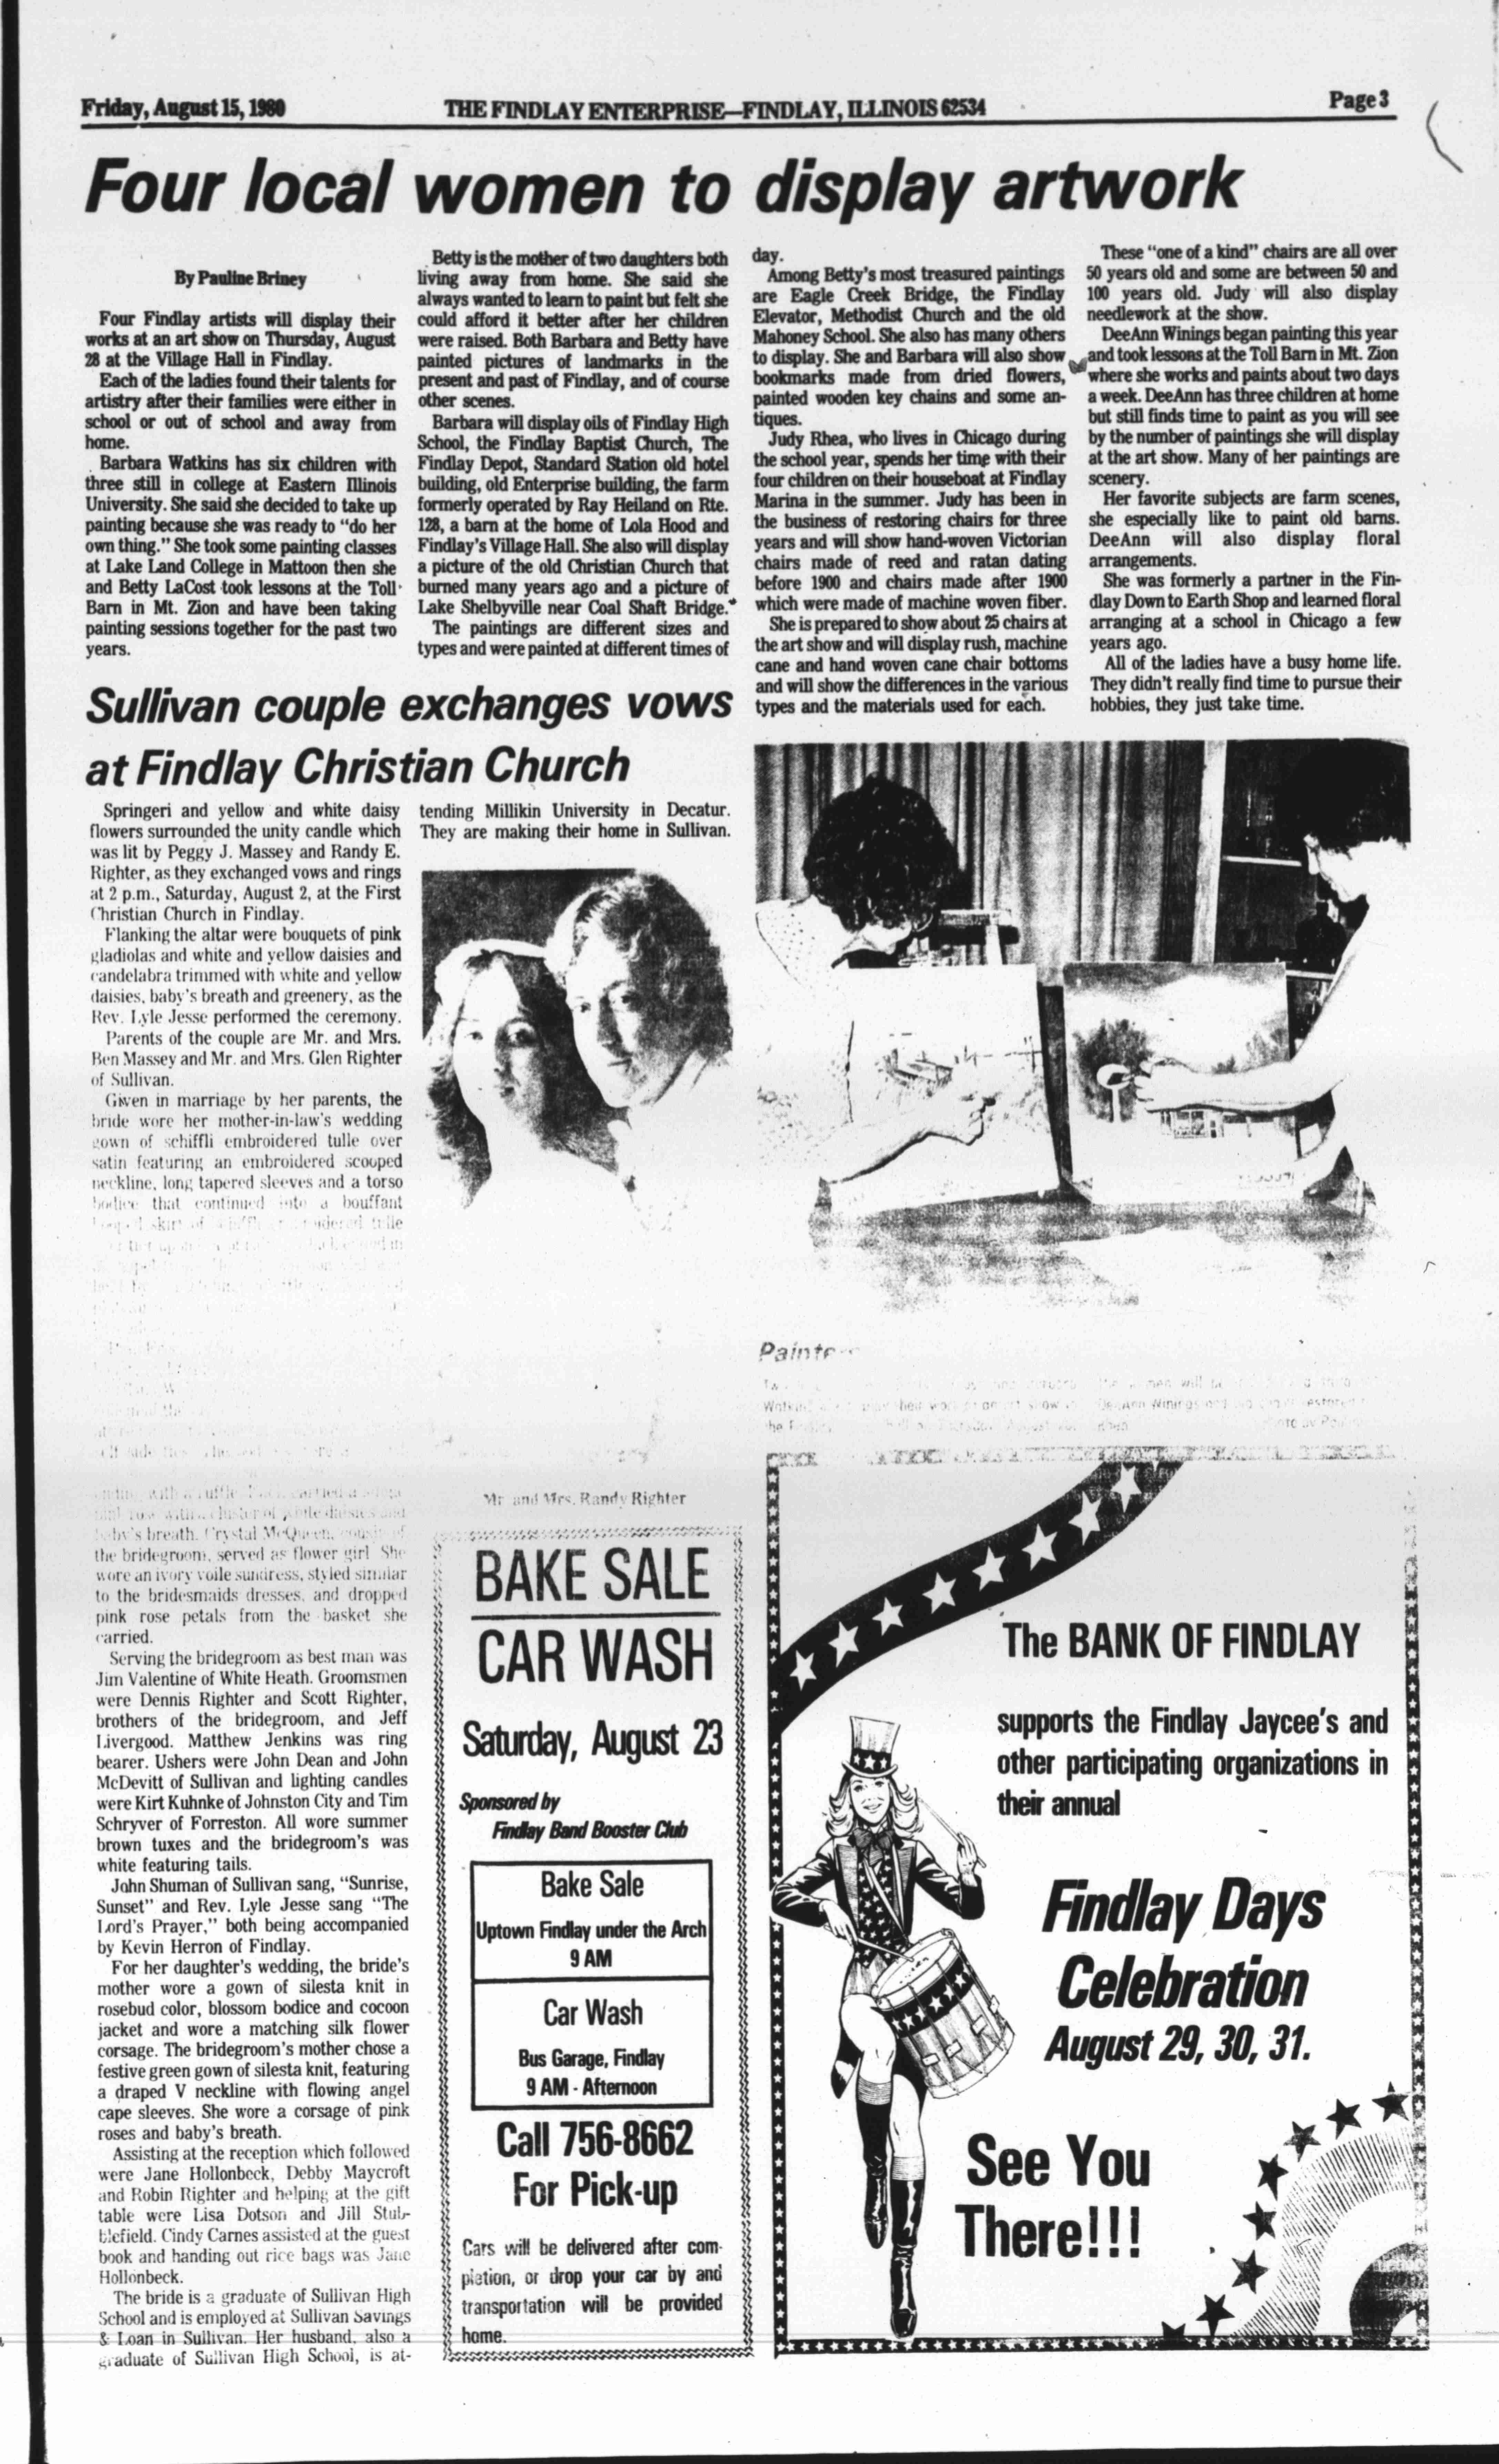 Friday, August 15, 1980
THE FINDLAY ENTERPRISE—FINDLAY, ILLINOIS 62534
Page 3
Four local women to display artwork
By Pauline Briney
Four Findlay artists will display their
works at an art show on Thursday, August
28 at the Village Hall in Findlay.
Each of the ladies found their talents for
artistry after their families were either in
school or out of school and away from
home.
Barbara Watkins has six children with
three still in college at Eastern Illinois
University. She said she decided to take up
painting because she was ready to "do her
own thing." She took some painting classes
at Lake Land College in Mattoon then she
and Betty LaCost took lessons at the Toll
Barn in Mt. Zion and have been taking
painting sessions together for the past two
years.
Betty is the mother of two daughters both
living away from home. She said she
always wanted to learn to paint but felt she
could afford it better after her children
were raised. Both Barbara and Betty have
painted pictures of landmarks in the
present and past of Findlay, and of course
other scenes.
Barbara will display oils of Findlay High
School, the Findlay Baptist Church, The
Findlay Depot, Standard Station old hotel
building, old Enterprise building, the farm
formerly operated by Ray Heiland on Rte.
128, a barn at the home of Lola Hood and
Findlay's Village Hall. She also will display
a picture of the old Christian Church that
burned many years ago and a picture of
Lake Shelbyville near Coal Shaft Bridge.
The paintings are different sizes and
types and were painted at different times of
day.
Among Betty's most treasured paintings
are Eagle Creek Bridge, the Findlay
Elevator, Methodist Church and the old
Mahoney School. She also has many others
to display. She and Barbara will also show
bookmarks made from dried flowers,
painted wooden key chains and some an-
tiques.
Judy Rhea, who lives in Chicago during
the school year, spends her time with their
four children on their houseboat at Findlay
Marina in the summer. Judy has been in
the business of restoring chairs for three
years and will show hand-woven Victorian
chairs made of reed and ratan dating
before 1900 and chairs made after 1900
which were made of machine woven fiber.
She is prepared to show about 25 chairs at
the art show and will display rush, machine
cane and hand woven cane chair bottoms
and will show the differences in the various
types and the materials used for each.
These "one of a kind" chairs are all over
50 years old and some are between 50 and
100 years old. Judy will also display
needlework at the show.
DeeAnn Winings began painting this year
and took lessons at the Toll Barn in Mt. Zion
where she works and paints about two days
a week. DeeAnn has three children at home
but still finds time to paint as you will see
by the number of paintings she will display
at the art show. Many of her paintings are
scenery.
Her favorite subjects are farm scenes,
she especially like to paint old barns.
DeeAnn will also display floral
arrangements.
She was formerly a partner in the Fin-
dlay Down to Earth Shop and learned floral
arranging at a school in Chicago a few
years ago.
All of the ladies have a busy home life.
They didn't really find time to pursue their
hobbies, they just take time.
Sullivan couple exchanges vows
at Findlay Christian Church
Springeri and yellow and white daisy
flowers surrounded the unity candle which
was lit by Peggy J. Massey and Randy E.
Righter, as they exchanged vows and rings
at 2 p.m., Saturday, August 2, at the First
Christian Church in Findlay.
Flanking the altar were bouquets of pink
gladiolas and white and yellow daisies and
candelabra trimmed with white and yellow
daisies, baby's breath and greenery, as the
Rev. Lyle Jesse performed the ceremony.
Parents of the couple are Mr. and Mrs.
Ben Massey and Mr. and Mrs. Glen Righter
of Sullivan.
Given in marriage by her parents, the
bride wore her mother-in-law's wedding
gown of schiffli embroidered tulle over
satin featuring an embroidered scooped
neckline, long tapered sleeves and a torso
bodice that continued into a bouffant
skirt of
with a ruffle. carried a
with a cluster of white daisies and
baby's breath. Crystal McQueen, cousin of
the bridegroom, served as flower girl. She
wore an ivory voile sundress, styled similar
to the bridesmaids dresses, and dropped
pink rose petals from the basket she
carried.
Serving the bridegroom as best man was
Jim Valentine of White Heath. Groomsmen
were Dennis Righter and Scott Righter,
brothers of the bridegroom, and Jeff
Livergood. Matthew Jenkins was ring
bearer. Ushers were John Dean and John
McDevitt of Sullivan and lighting candles
were Kirt Kuhnke of Johnston City and Tim
Schryver of Forreston. All wore summer
brown tuxes and the bridegroom's was
white featuring tails.
John Shuman of Sullivan sang, "Sunrise,
Sunset" and Rev. Lyle Jesse sang "The
Lord's Prayer," both being accompanied
by Kevin Herron of Findlay.
For her daughter's wedding, the bride's
mother wore a gown of silesta knit in
rosebud color, blossom bodice and cocoon
jacket and wore a matching silk flower
corsage. The bridegroom's mother chose a
festive green gown of silesta knit, featuring
a draped V neckline with flowing angel
cape sleeves. She wore a corsage of pink
roses and baby's breath.
Assisting at the reception which followed
were Jane Hollonbeck, Debby Maycroft
and Robin Righter and helping at the gift
table were Lisa Dotson and Jill Stub-
blefield. Cindy Carnes assisted at the guest
book and handing out rice bags was Jane
Hollonbeck.
The bride is a graduate of Sullivan High
School and is employed at Sullivan Savings
& Loan in Sullivan. Her husband, also a
graduate of Sullivan High School, is at-
tending Millikin University in Decatur.
They are making their home in Sullivan.
Mr. and Mrs. Randy Righter
BAKE SALE
CAR WASH
Saturday, August 23
Sponsored by
Findlay Band Booster Club
Bake Sale
Uptown Findlay under the Arch
9 AM
Car Wash
Bus Garage, Findlay
9 AM - Afternoon
Call 756-8662
For Pick-up
Cars will be delivered after com-
pletion, or drop your car by and
transportation will be provided
home.
The BANK OF FINDLAY
supports the Findlay Jaycee's and
other participating organizations in
their annual
Findlay Days
Celebration
August 29, 30, 31.
See You
There!!!